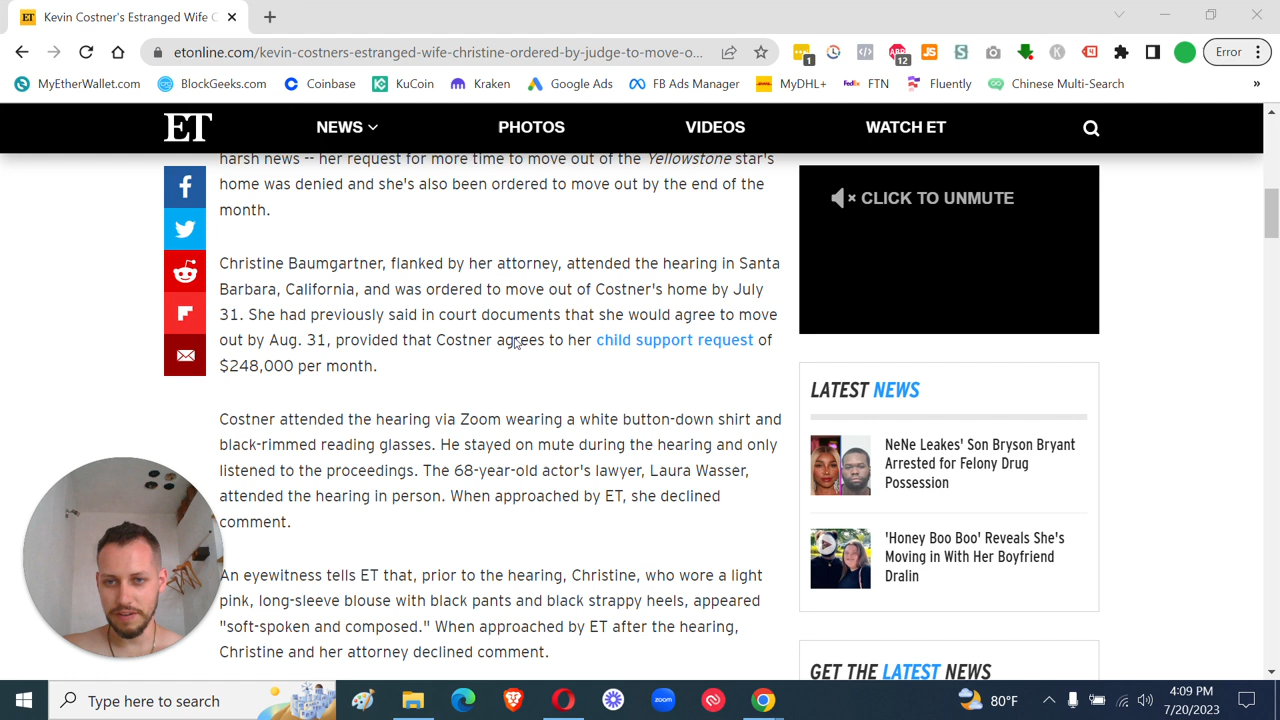 ET
Kevin Costner's Estranged Wife C
etonline.com/kevin-costners-estranged-wife-christine-ordered-by-judge-to-move-o...
1
12
JS
Error
MyEtherWallet.com
BlockGeeks.com
Coinbase
KuCoin
Kraken
Google Ads
FB Ads Manager
MyDHL+
FTN
Fluently
Chinese Multi-Search
»
ET
NEWS
PHOTOS
VIDEOS
WATCH ET
harsh news -- her request for more time to move out of the Yellowstone star's
home was denied and she's also been ordered to move out by the end of the
month.
Christine Baumgartner, flanked by her attorney, attended the hearing in Santa
Barbara, California, and was ordered to move out of Costner's home by July
31. She had previously said in court documents that she would agree to move
out by Aug. 31, provided that Costner agrees to her child support request of
$248,000 per month.
Costner attended the hearing via Zoom wearing a white button-down shirt and
black-rimmed reading glasses. He stayed on mute during the hearing and only
listened to the proceedings. The 68-year-old actor's lawyer, Laura Wasser,
attended the hearing in person. When approached by ET, she declined
comment.
An eyewitness tells ET that, prior to the hearing, Christine, who wore a light
pink, long-sleeve blouse with black pants and black strappy heels, appeared
"soft-spoken and composed." When approached by ET after the hearing,
Christine and her attorney declined comment.
CLICK TO UNMUTE
LATEST NEWS
NeNe Leakes' Son Bryson Bryant
Arrested for Felony Drug
Possession
'Honey Boo Boo' Reveals She's
Moving in With Her Boyfriend
Dralin
GET THE LATEST NEWS
Type here to search
zoom
80°F
4:09 PM
7/20/2023